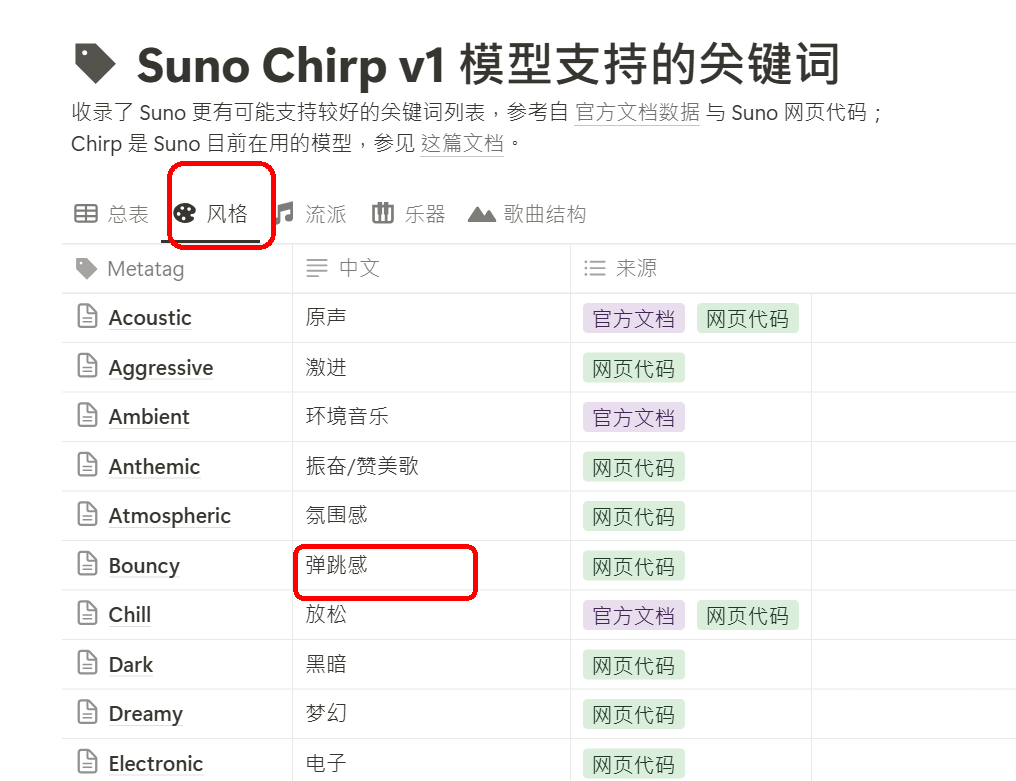 Suno Chirp v1 模型支持的关键词
收录了 Suno 更有可能支持较好的关键词列表，参考自 官方文档数据 与 Suno 网页代码；
Chirp 是 Suno 目前在用的模型，参见 这篇文档。
总表 风格 流派 乐器 歌曲结构
Metatag 中文 来源
Acoustic 原声 官方文档 网页代码
Aggressive 激进 网页代码
Ambient 环境音乐 官方文档
Anthemic 振奋/赞美歌 网页代码
Atmospheric 氛围感 网页代码
Bouncy 弹跳感 网页代码
Chill 放松 官方文档 网页代码
Dark 黑暗 网页代码
Dreamy 梦幻 网页代码
Electronic 电子 网页代码